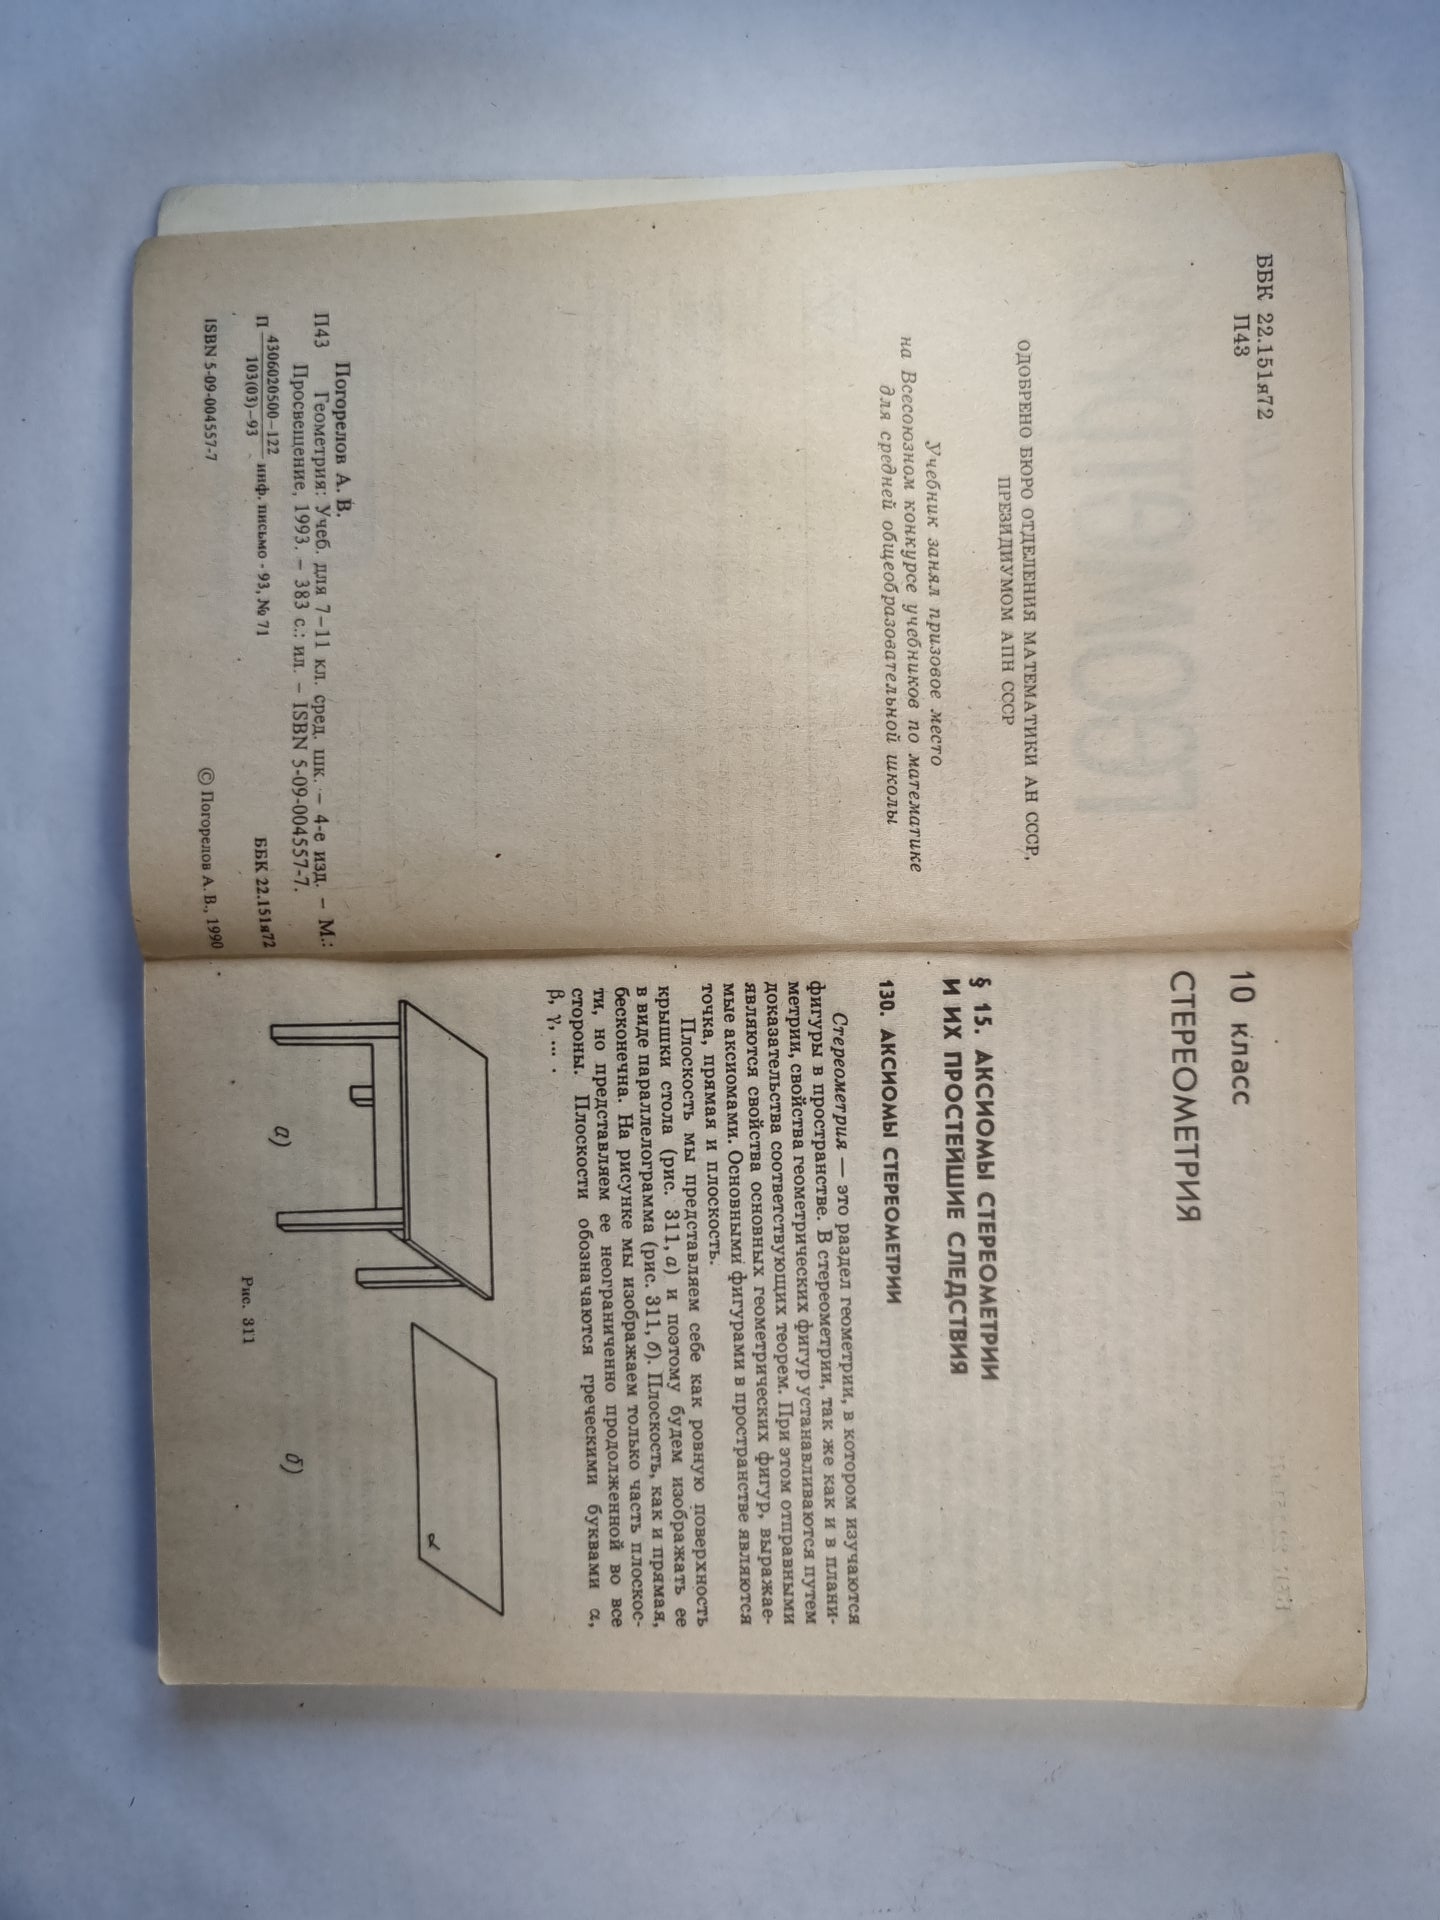 ББК 22.151я72
П43
ОДОБРЕНО БЮРО ОТДЕЛЕНИЯ МАТЕМАТИКИ АН СССР,
ПРЕЗИДИУМОМ АПН СССР
Учебник занял призовое место
на Всесоюзном конкурсе учебников по математике
для средней общеобразовательной школы
Погорелов А. В.
П43 Геометрия: Учеб. для 7–11 кл. сред. шк. – 4-е изд. – М.:
Просвещение, 1993. – 383 с.: ил. – ISBN 5-09-004557-7.
П 4306020500–122
103(03)–93 инф. письмо - 93, № 71
ББК 22.151я72
ISBN 5-09-004557-7
© Погорелов А. В., 1990
10 класс
СТЕРЕОМЕТРИЯ
§ 15. АКСИОМЫ СТЕРЕОМЕТРИИ
И ИХ ПРОСТЕЙШИЕ СЛЕДСТВИЯ
130. АКСИОМЫ СТЕРЕОМЕТРИИ
Стереометрия — это раздел геометрии, в котором изучаются
фигуры в пространстве. В стереометрии, так же как и в плани-
метрии, свойства геометрических фигур устанавливаются путем
доказательства соответствующих теорем. При этом отправными
являются свойства основных геометрических фигур, выражае-
мые аксиомами. Основными фигурами в пространстве являются
точка, прямая и плоскость.
Плоскость мы представляем себе как ровную поверхность
крышки стола (рис. 311, а) и поэтому будем изображать ее
в виде параллелограмма (рис. 311, б). Плоскость, как и прямая,
бесконечна. На рисунке мы изображаем только часть плоскос-
ти, но представляем ее неограниченно продолженной во все
стороны. Плоскости обозначаются греческими буквами α,
β, γ, ... .
α
а)
б)
Рис. 311